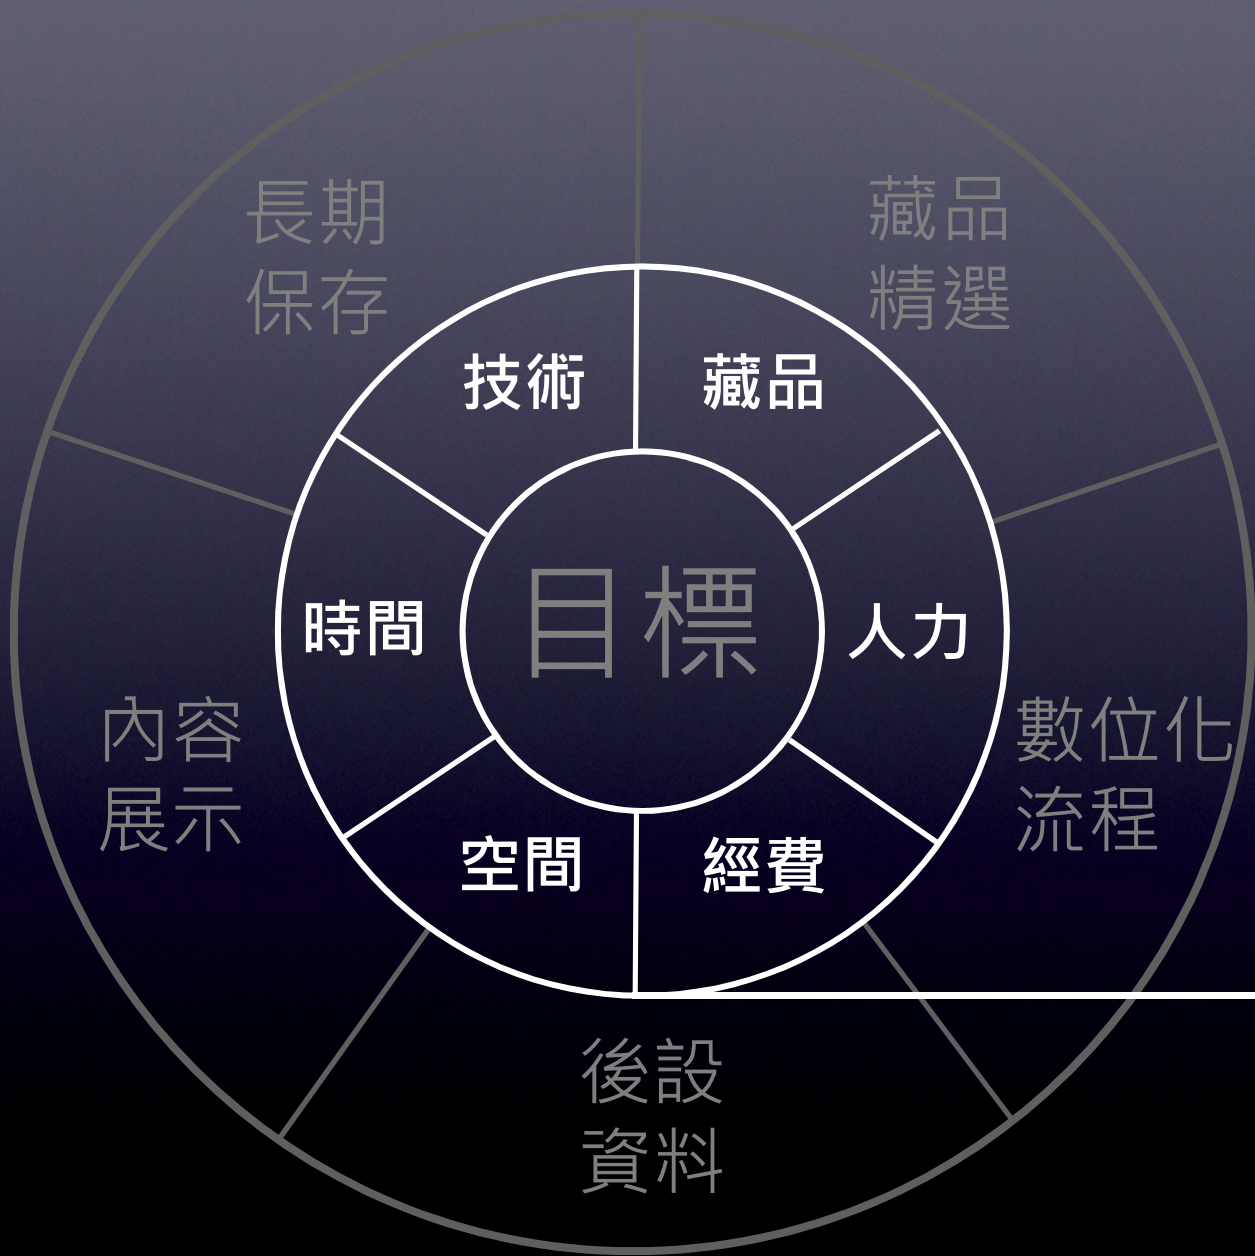 長期
保存
藏品
精選
技術
藏品
時間
目標
人力
內容
展示
數位化
流程
空間
經費
後設
資料